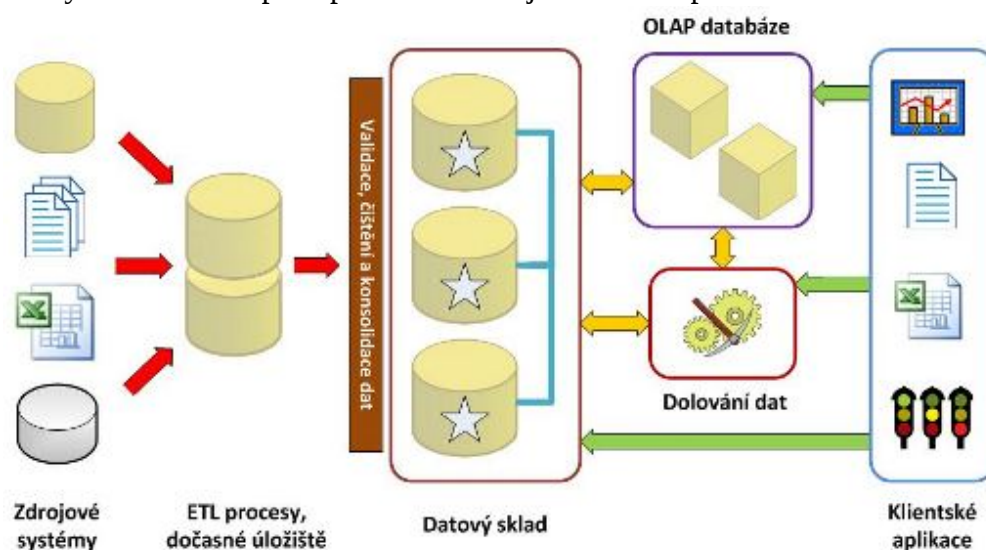 OLAP databáze
Validace, čištění a konsolidace dat
Dolování dat
Zdrojové
systémy
ETL procesy,
dočasné úložiště
Datový sklad
Klientské
aplikace